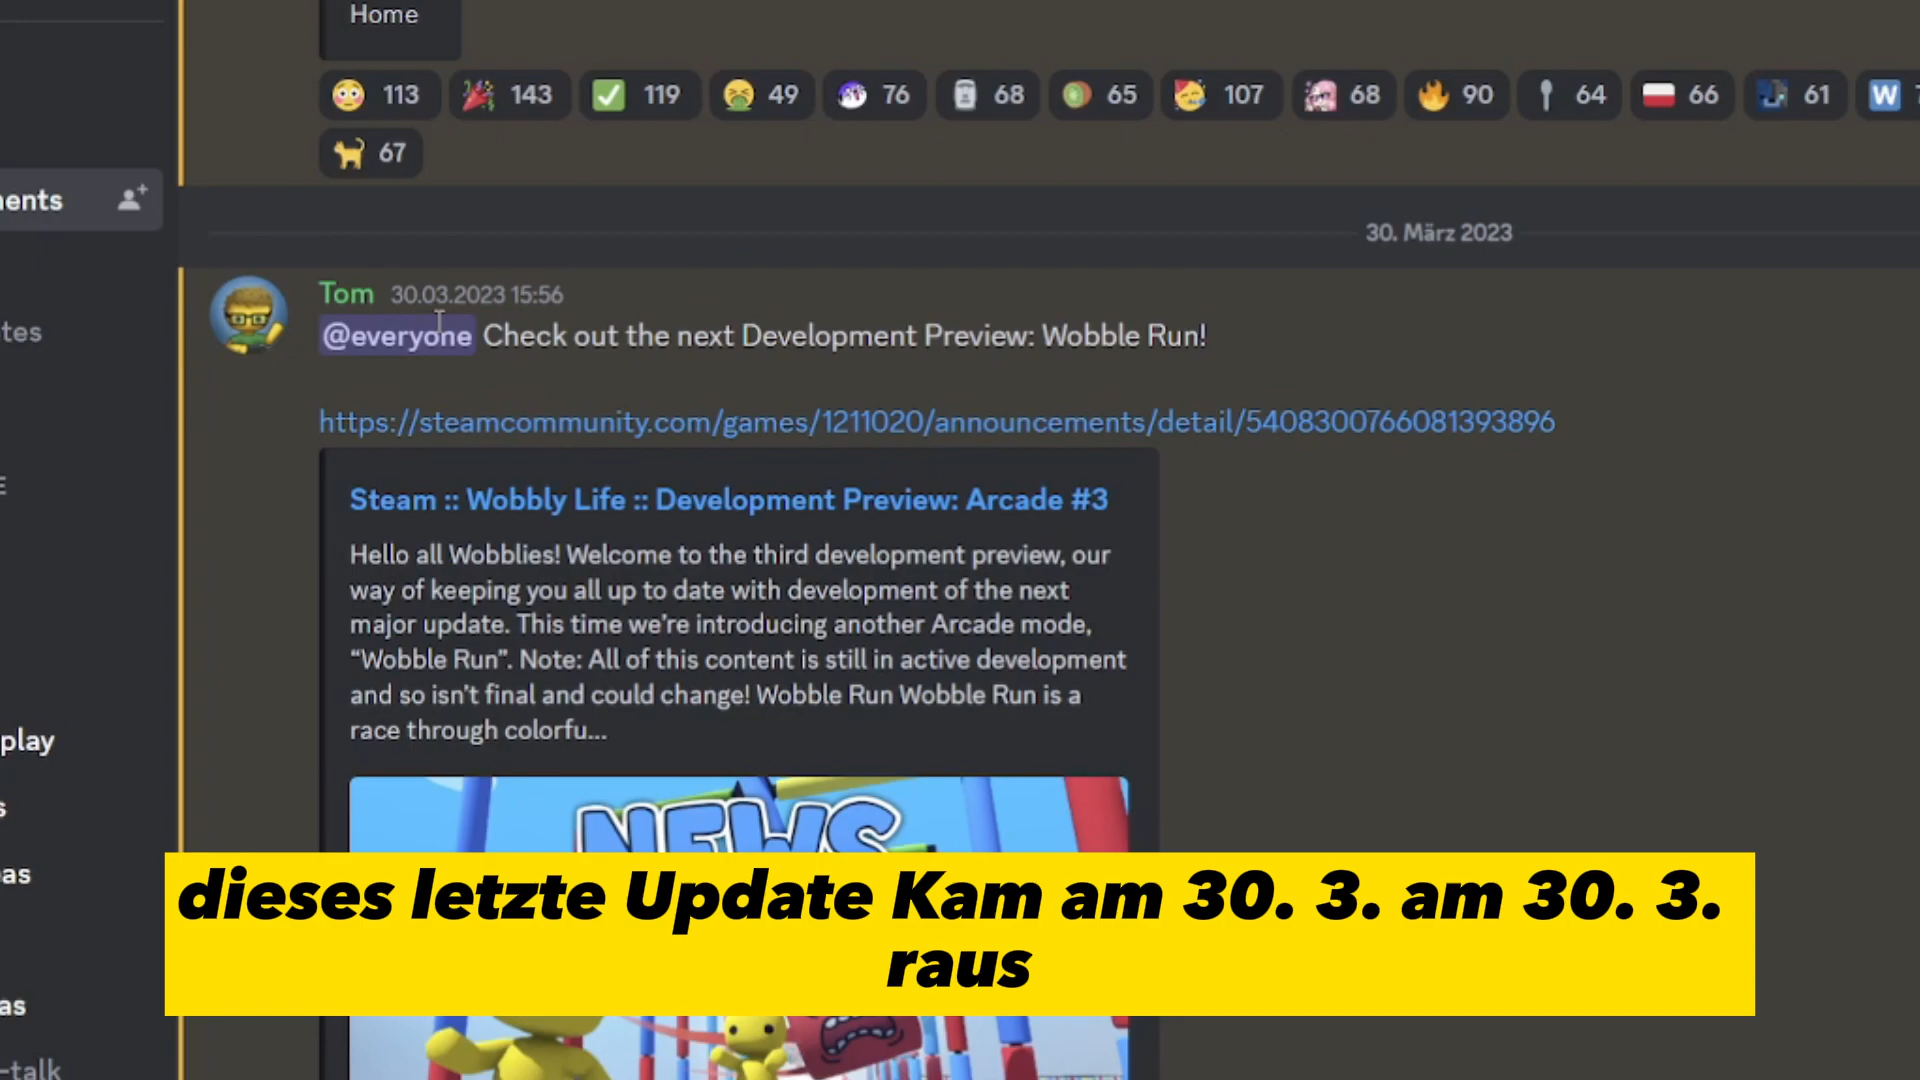 Home
113 143 119 49 76 68 65 107 68 90 64 66 61 W
67
ents
30. März 2023
Tom 30.03.2023 15:56
@everyone Check out the next Development Preview: Wobble Run!
tes
https://steamcommunity.com/games/1211020/announcements/detail/5408300766081393896
Steam :: Wobbly Life :: Development Preview: Arcade #3
Hello all Wobblies! Welcome to the third development preview, our
way of keeping you all up to date with development of the next
major update. This time we're introducing another Arcade mode,
“Wobble Run”. Note: All of this content is still in active development
and so isn't final and could change! Wobble Run Wobble Run is a
race through colorfu...
play
s
as
NEWS
dieses letzte Update Kam am 30. 3. am 30. 3.
raus
as
-talk